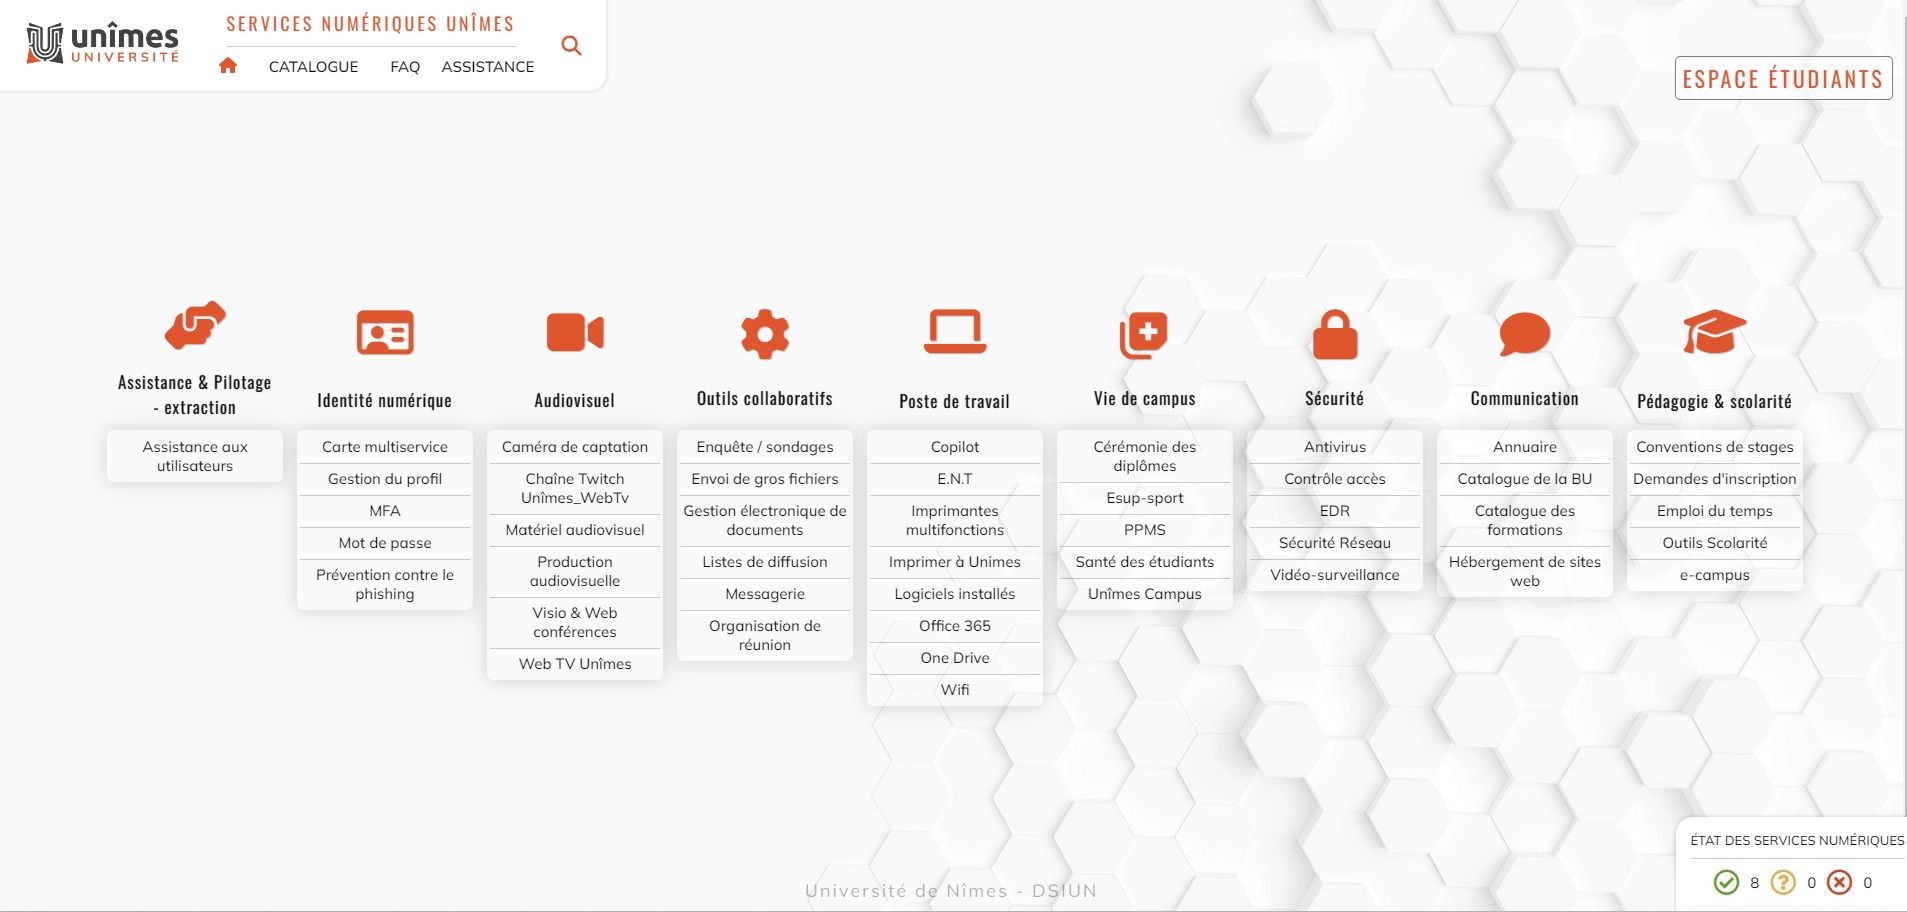 unîmes
UNIVERSITÉ
SERVICES NUMÉRIQUES UNÎMES
CATALOGUE
FAQ
ASSISTANCE
ESPACE ÉTUDIANTS
Assistance & Pilotage
- extraction
Assistance aux
utilisateurs
Identité numérique
Carte multiservice
Gestion du profil
MFA
Mot de passe
Prévention contre le
phishing
Audiovisuel
Caméra de captation
Chaîne Twitch
Unîmes_WebTv
Matériel audiovisuel
Production
audiovisuelle
Visio & Web
conférences
Web TV Unîmes
Outils collaboratifs
Enquête / sondages
Envoi de gros fichiers
Gestion électronique de
documents
Listes de diffusion
Messagerie
Organisation de
réunion
Poste de travail
Copilot
E.N.T
Imprimantes
multifonctions
Imprimer à Unimes
Logiciels installés
Office 365
One Drive
Wifi
Vie de campus
Cérémonie des
diplômes
Esup-sport
PPMS
Santé des étudiants
Unîmes Campus
Sécurité
Antivirus
Contrôle accès
EDR
Sécurité Réseau
Vidéo-surveillance
Communication
Annuaire
Catalogue de la BU
Catalogue des
formations
Hébergement de sites
web
Pédagogie & scolarité
Conventions de stages
Demandes d'inscription
Emploi du temps
Outils Scolarité
e-campus
ÉTAT DES SERVICES NUMÉRIQUES
8 0 0
Université de Nîmes - DSIUN